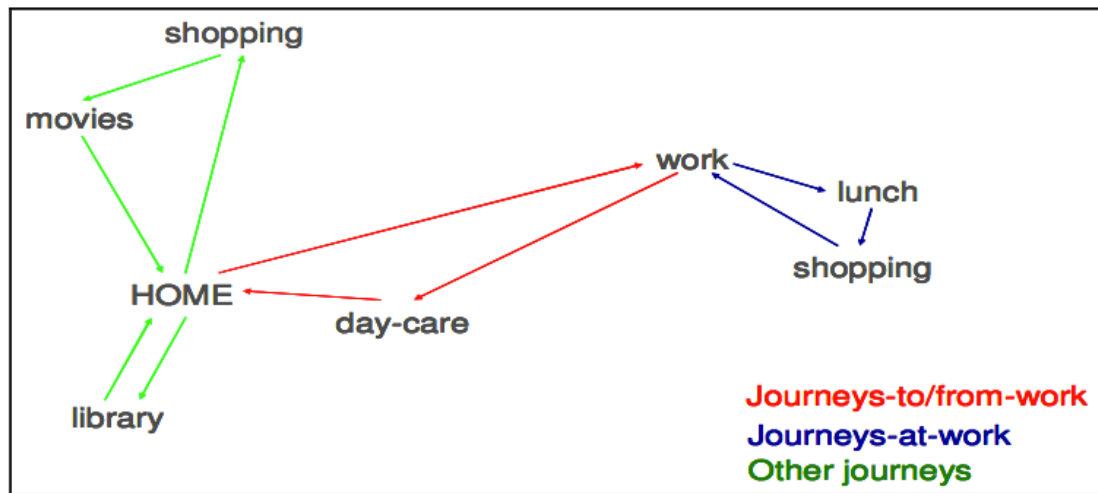 shopping
movies
work
lunch
shopping
HOME
day-care
library
Journeys-to/from-work
Journeys-at-work
Other journeys